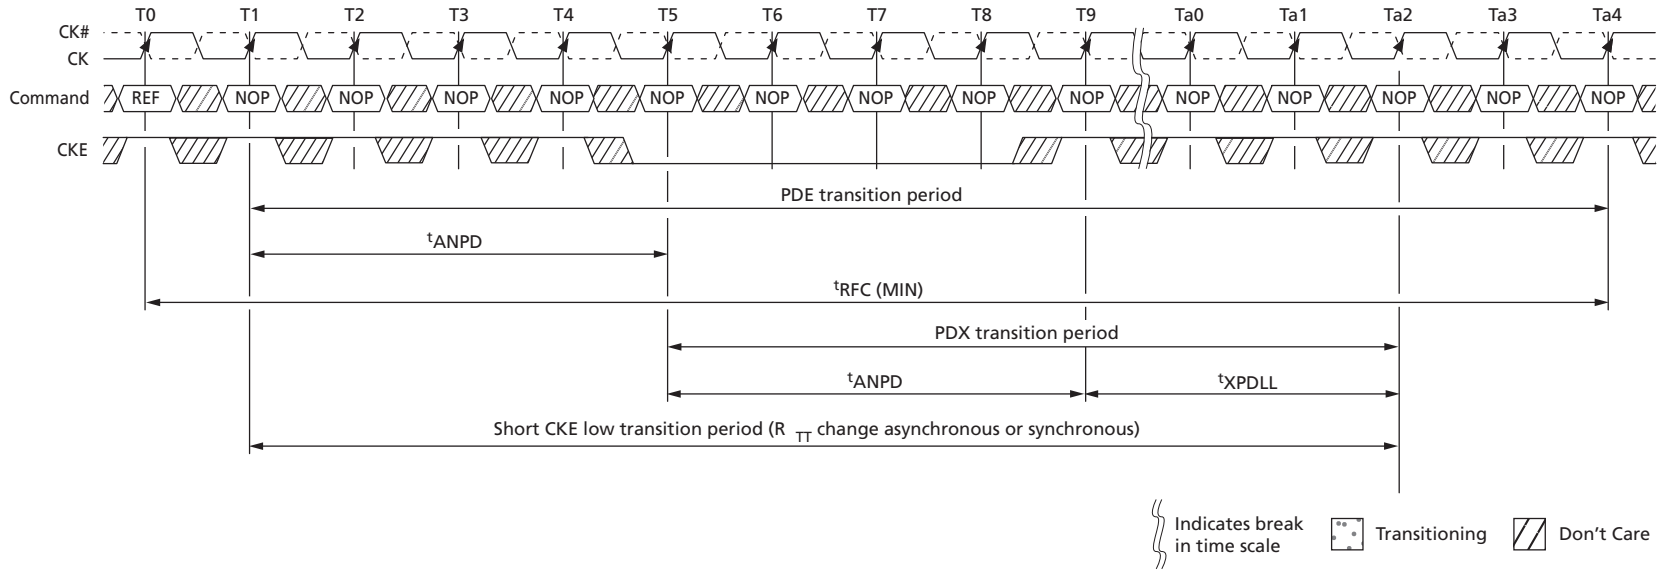 T0 T1 T2 T3 T4 T5 T6 T7 T8 T9 Ta0 Ta1 Ta2 Ta3 Ta4
CK#
CK
Command REF NOP NOP NOP NOP NOP NOP NOP NOP NOP NOP NOP NOP NOP NOP
CKE
PDE transition period
tANPD
tRFC (MIN)
PDX transition period
tANPD tXPDLL
Short CKE low transition period (R TT change asynchronous or synchronous)
Indicates break
in time scale
Transitioning
Don't Care